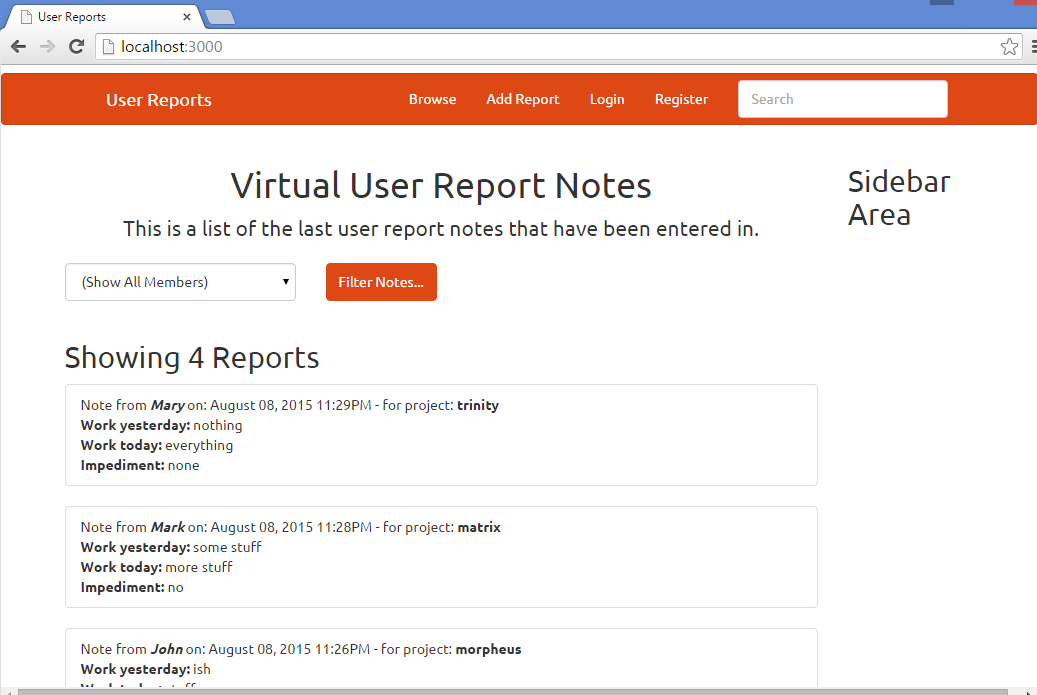 User Reports
localhost:3000
User Reports Browse Add Report Login Register Search
Virtual User Report Notes
This is a list of the last user report notes that have been entered in.
Sidebar
Area
(Show All Members) Filter Notes...
Showing 4 Reports
Note from Mary on: August 08, 2015 11:29PM - for project: trinity
Work yesterday: nothing
Work today: everything
Impediment: none
Note from Mark on: August 08, 2015 11:28PM - for project: matrix
Work yesterday: some stuff
Work today: more stuff
Impediment: no
Note from John on: August 08, 2015 11:26PM - for project: morpheus
Work yesterday: ish